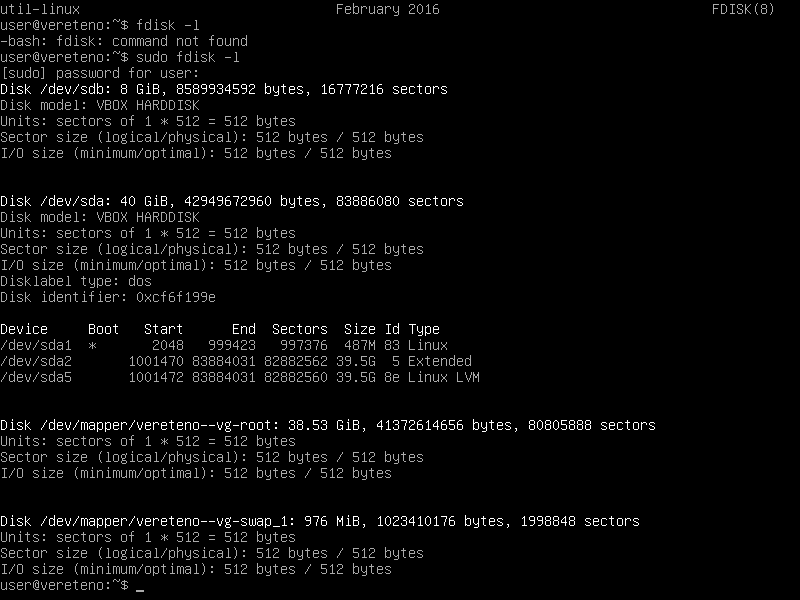 util-linux February 2016 FDISK(8)
user@vereteno:~$ fdisk -l
-bash: fdisk: command not found
user@vereteno:~$ sudo fdisk -l
[sudo] password for user:
Disk /dev/sdb: 8 GiB, 8589934592 bytes, 16777216 sectors
Disk model: VBOX HARDDISK
Units: sectors of 1 * 512 = 512 bytes
Sector size (logical/physical): 512 bytes / 512 bytes
I/O size (minimum/optimal): 512 bytes / 512 bytes
Disk /dev/sda: 40 GiB, 42949672960 bytes, 83886080 sectors
Disk model: VBOX HARDDISK
Units: sectors of 1 * 512 = 512 bytes
Sector size (logical/physical): 512 bytes / 512 bytes
I/O size (minimum/optimal): 512 bytes / 512 bytes
Disklabel type: dos
Disk identifier: 0xcf6f199e
Device Boot Start End Sectors Size Id Type
/dev/sda1 * 2048 999423 997376 487M 83 Linux
/dev/sda2 1001470 83884031 82882562 39.5G 5 Extended
/dev/sda5 1001472 83884031 82882560 39.5G 8e Linux LVM
Disk /dev/mapper/vereteno--vg-root: 38.53 GiB, 41372614656 bytes, 80805888 sectors
Units: sectors of 1 * 512 = 512 bytes
Sector size (logical/physical): 512 bytes / 512 bytes
I/O size (minimum/optimal): 512 bytes / 512 bytes
Disk /dev/mapper/vereteno--vg-swap_1: 976 MiB, 1023410176 bytes, 1998848 sectors
Units: sectors of 1 * 512 = 512 bytes
Sector size (logical/physical): 512 bytes / 512 bytes
I/O size (minimum/optimal): 512 bytes / 512 bytes
user@vereteno:~$ _